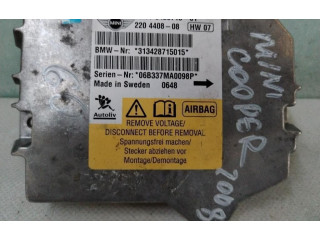 MINI
220 4408-08 HW 07
BMW-Nr: *313428715015*
Serien-Nr: *06B337MA0098P*
Made in Sweden 0648
Autoliv
AIRBAG
REMOVE VOLTAGE/
DISCONNECT BEFORE REMOVAL
Spannungsfrei machen/
Stecker abziehen vor
Montage/Demontage
MINI
COOPER 2008